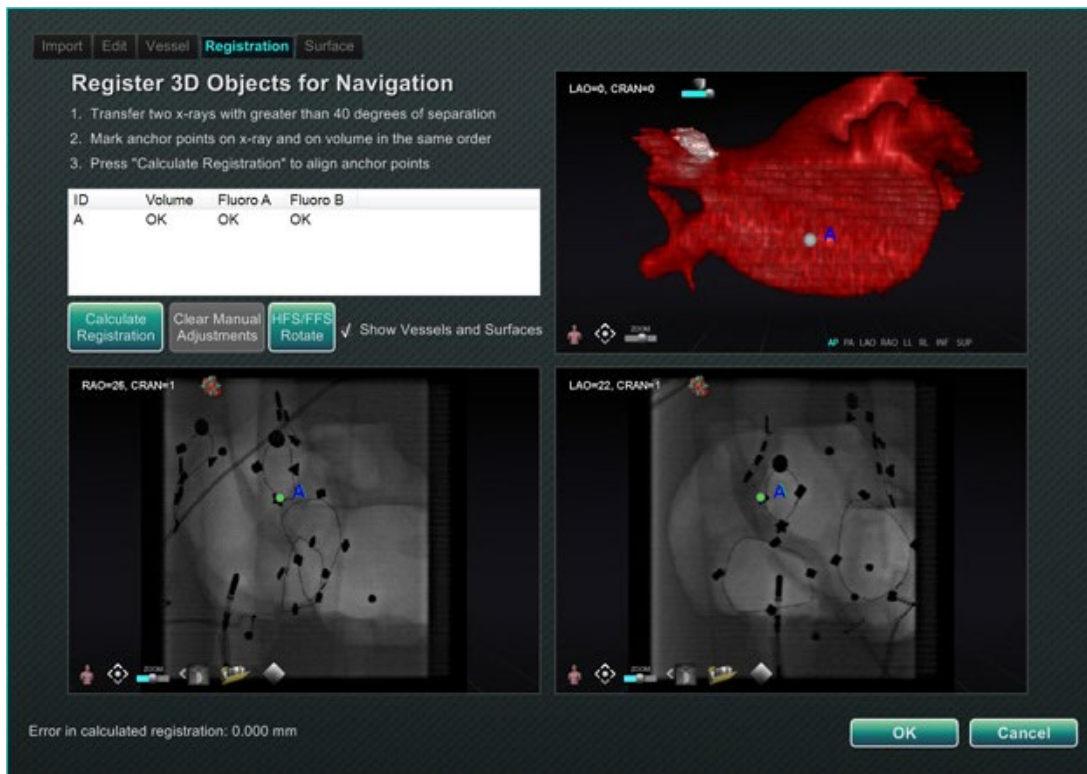 Import Edit Vessel Registration Surface
Register 3D Objects for Navigation
1. Transfer two x-rays with greater than 40 degrees of separation
2. Mark anchor points on x-ray and on volume in the same order
3. Press "Calculate Registration" to align anchor points
ID Volume Fluoro A Fluoro B
A OK OK OK
Calculate
Registration
Clear Manual
Adjustments
HFS/FFS
Rotate
Show Vessels and Surfaces
LAO=0, CRAN=0
A
ZOOM
AP PA LAO RAO LL RL INF SUP
RAO=26, CRAN=1
A
ZOOM
LAO=22, CRAN=1
A
ZOOM
Error in calculated registration: 0.000 mm
OK Cancel